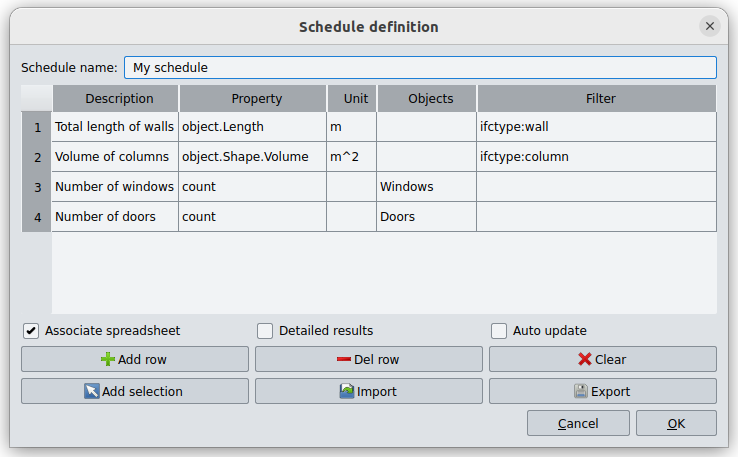 Schedule definition
Schedule name: My schedule
Description Property Unit Objects Filter
1 Total length of walls object.Length m ifctype:wall
2 Volume of columns object.Shape.Volume m^2 ifctype:column
3 Number of windows count Windows
4 Number of doors count Doors
Associate spreadsheet Detailed results Auto update
Add row Del row Clear
Add selection Import Export
Cancel OK